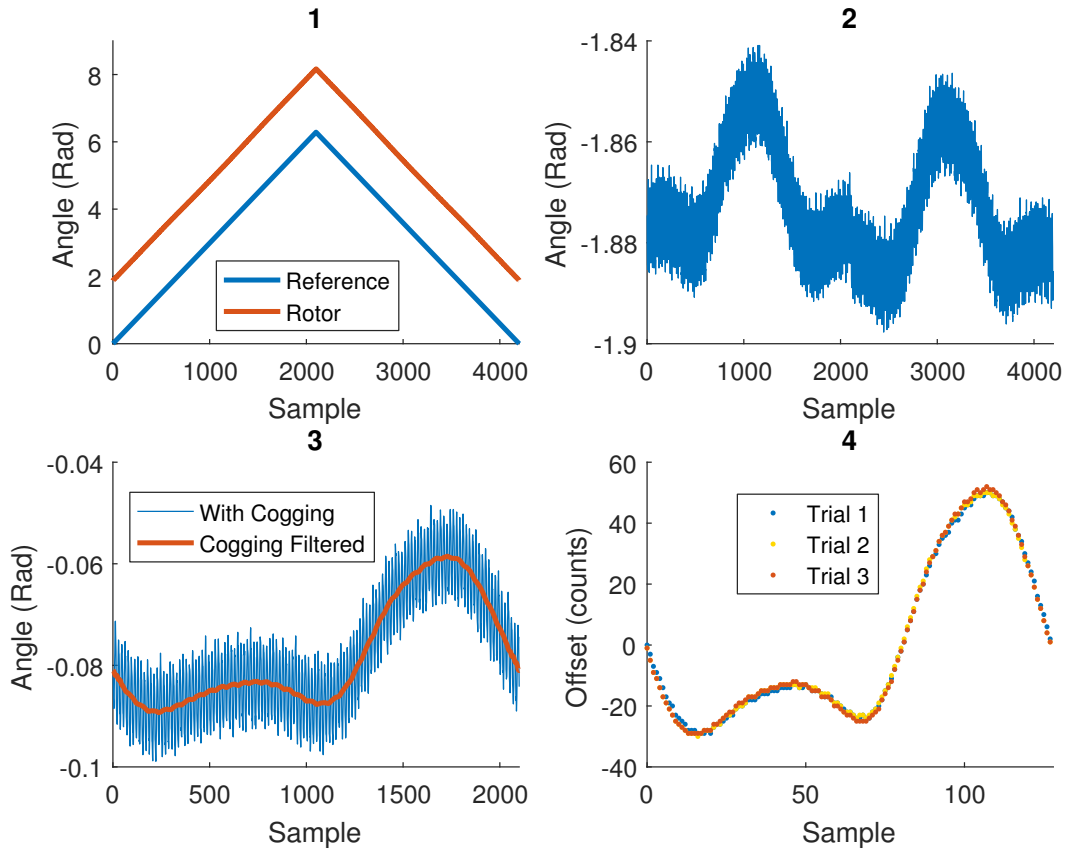 1
Angle (Rad)
8
6
4
2
0
Reference
Rotor
0 1000 2000 3000 4000
Sample
2
Angle (Rad)
-1.84
-1.86
-1.88
-1.9
0 1000 2000 3000 4000
Sample
3
Angle (Rad)
-0.04
-0.06
-0.08
-0.1
With Cogging
Cogging Filtered
0 500 1000 1500 2000
Sample
4
Offset (counts)
60
40
20
0
-20
-40
Trial 1
Trial 2
Trial 3
0 50 100
Sample